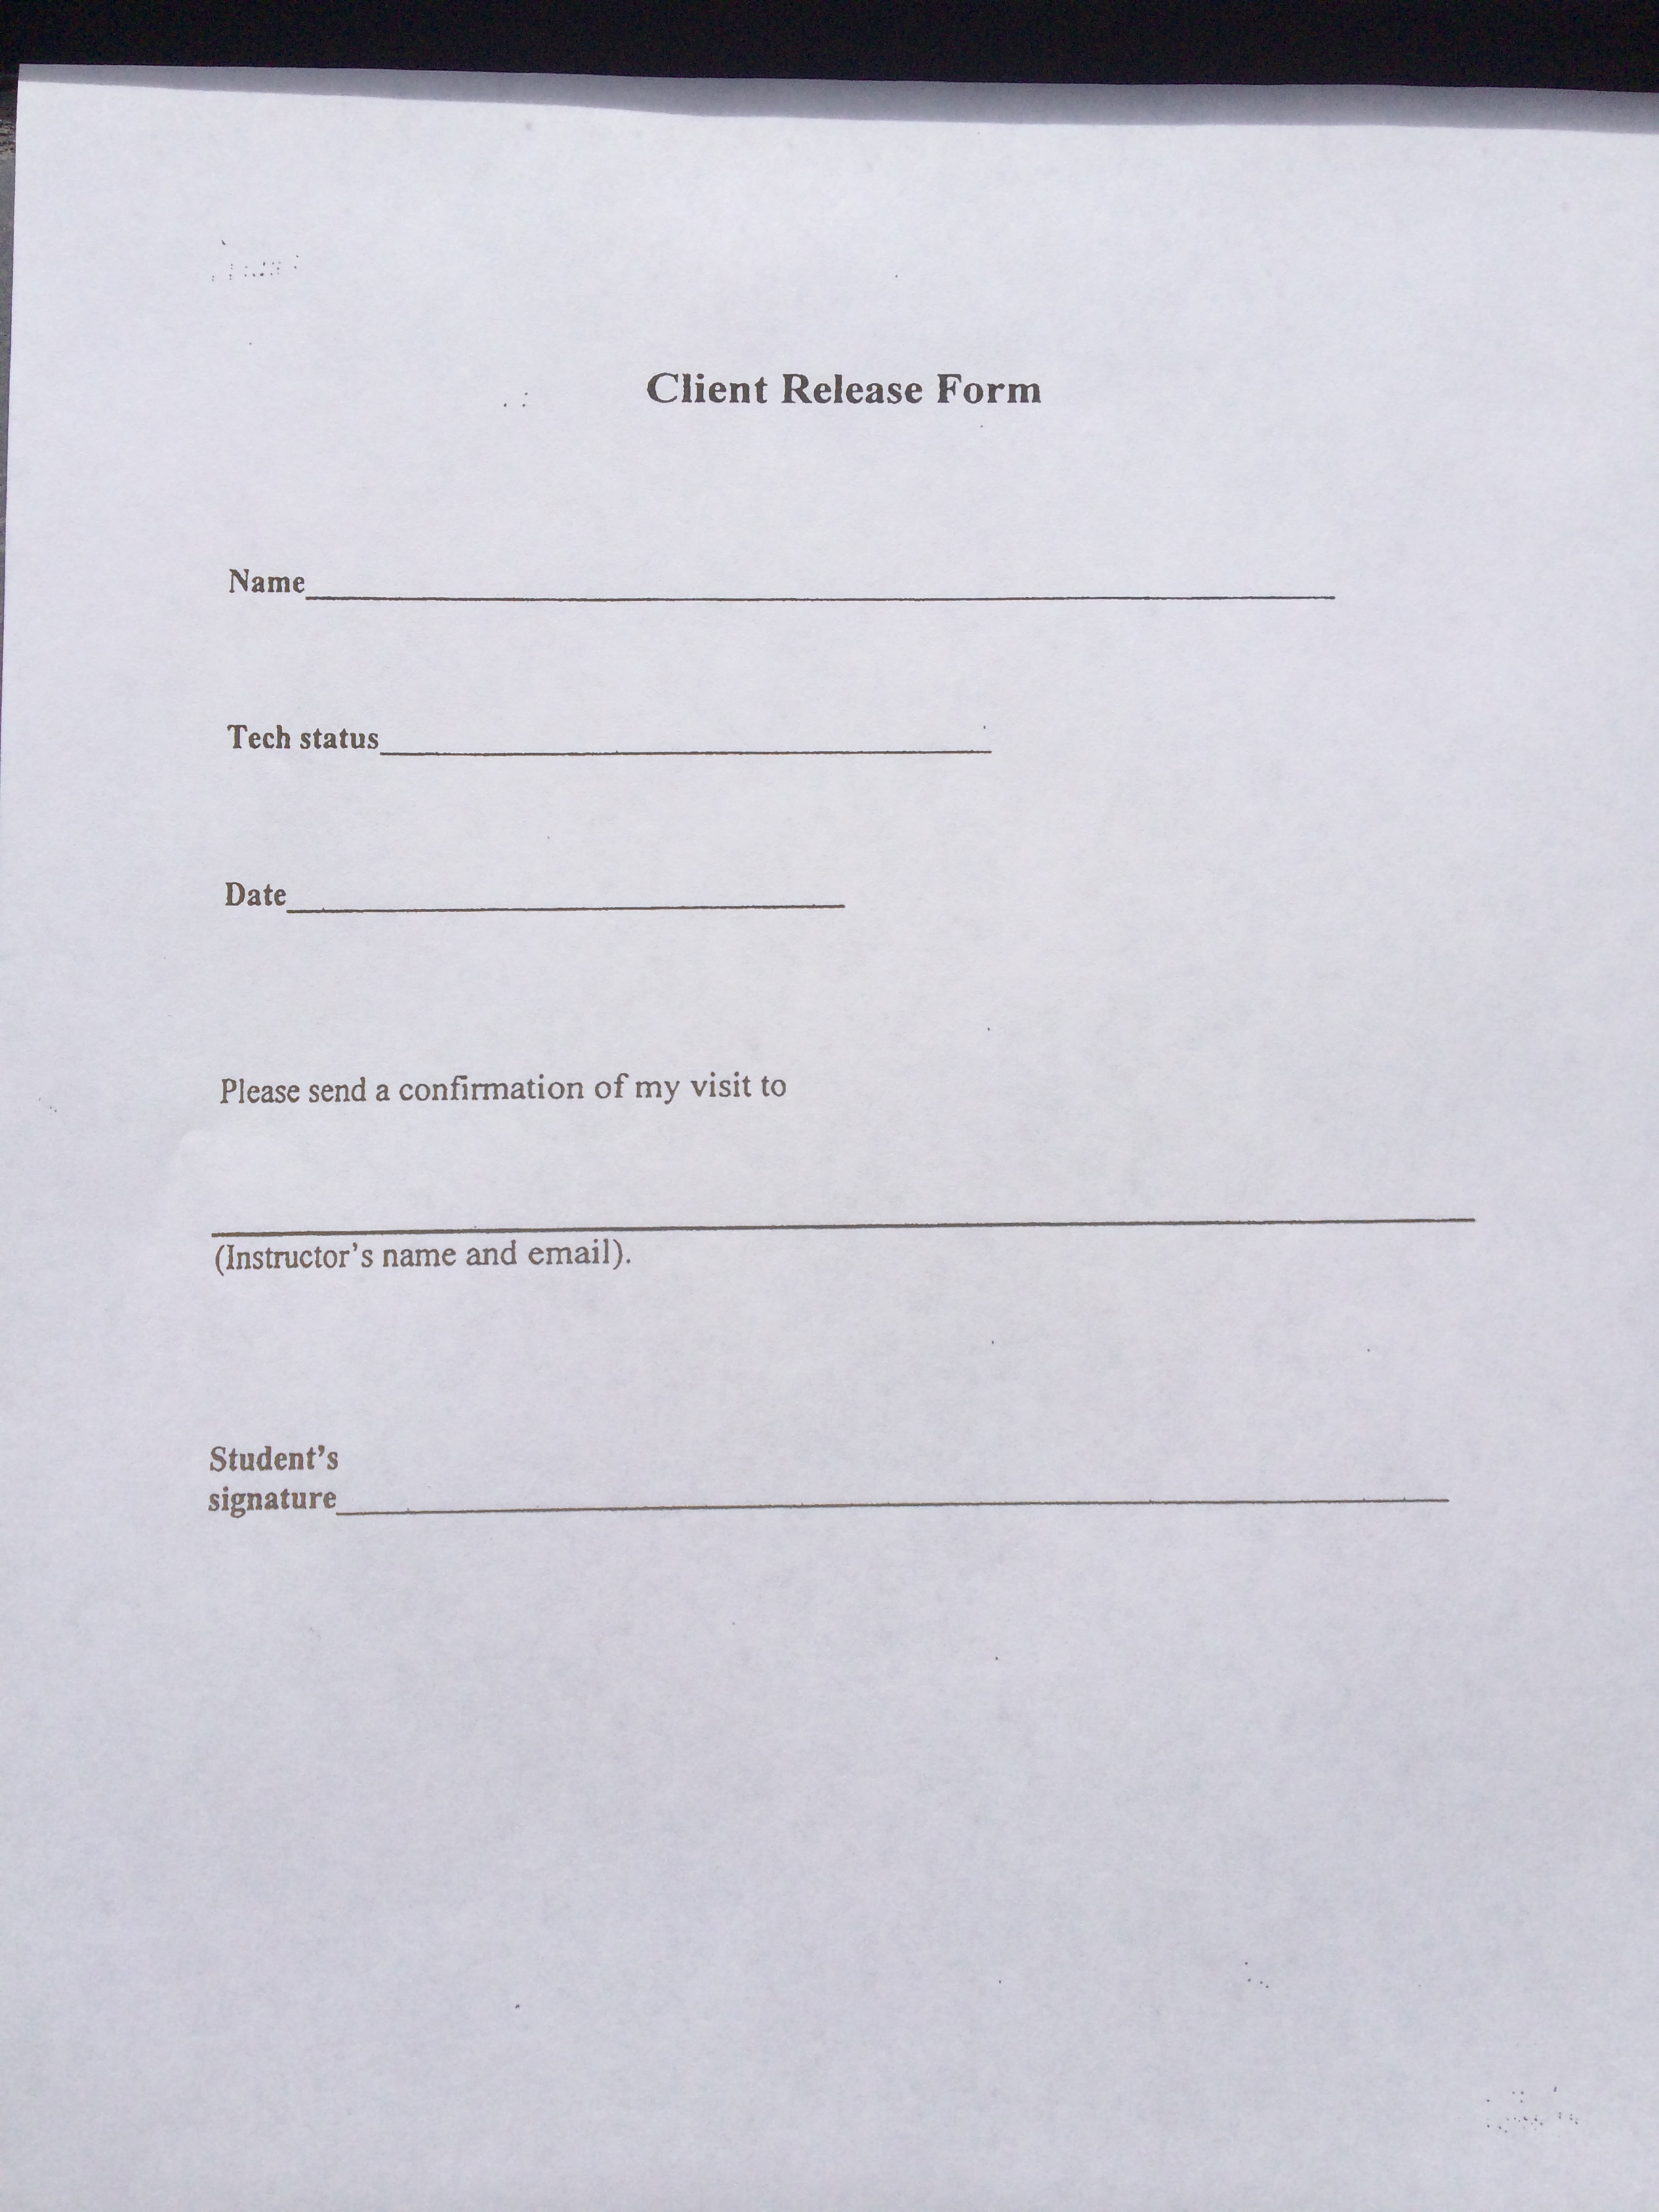 Client Release Form
Name
Tech status
Date
Please send a confirmation of my visit to
(Instructor’s name and email).
Student’s
signature